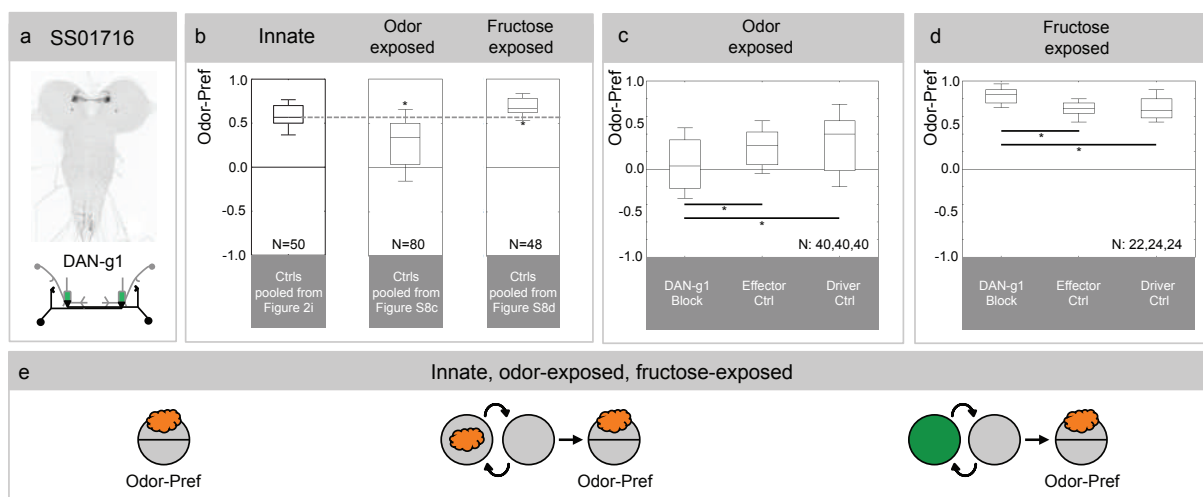 a SS01716
DAN-g1
b Innate Odor exposed Fructose exposed
Odor-Pref
1.0
0.5
0.0
-0.5
-1.0
*
*
N=50 N=80 N=48
Ctrls pooled from Figure 2i
Ctrls pooled from Figure S8c
Ctrls pooled from Figure S8d
c Odor exposed
Odor-Pref
1.0
0.5
0.0
-0.5
-1.0
*
*
N: 40,40,40
DAN-g1 Block
Effector Ctrl
Driver Ctrl
d Fructose exposed
Odor-Pref
1.0
0.5
0.0
-0.5
-1.0
*
*
N: 22,24,24
DAN-g1 Block
Effector Ctrl
Driver Ctrl
e Innate, odor-exposed, fructose-exposed
Odor-Pref Odor-Pref Odor-Pref